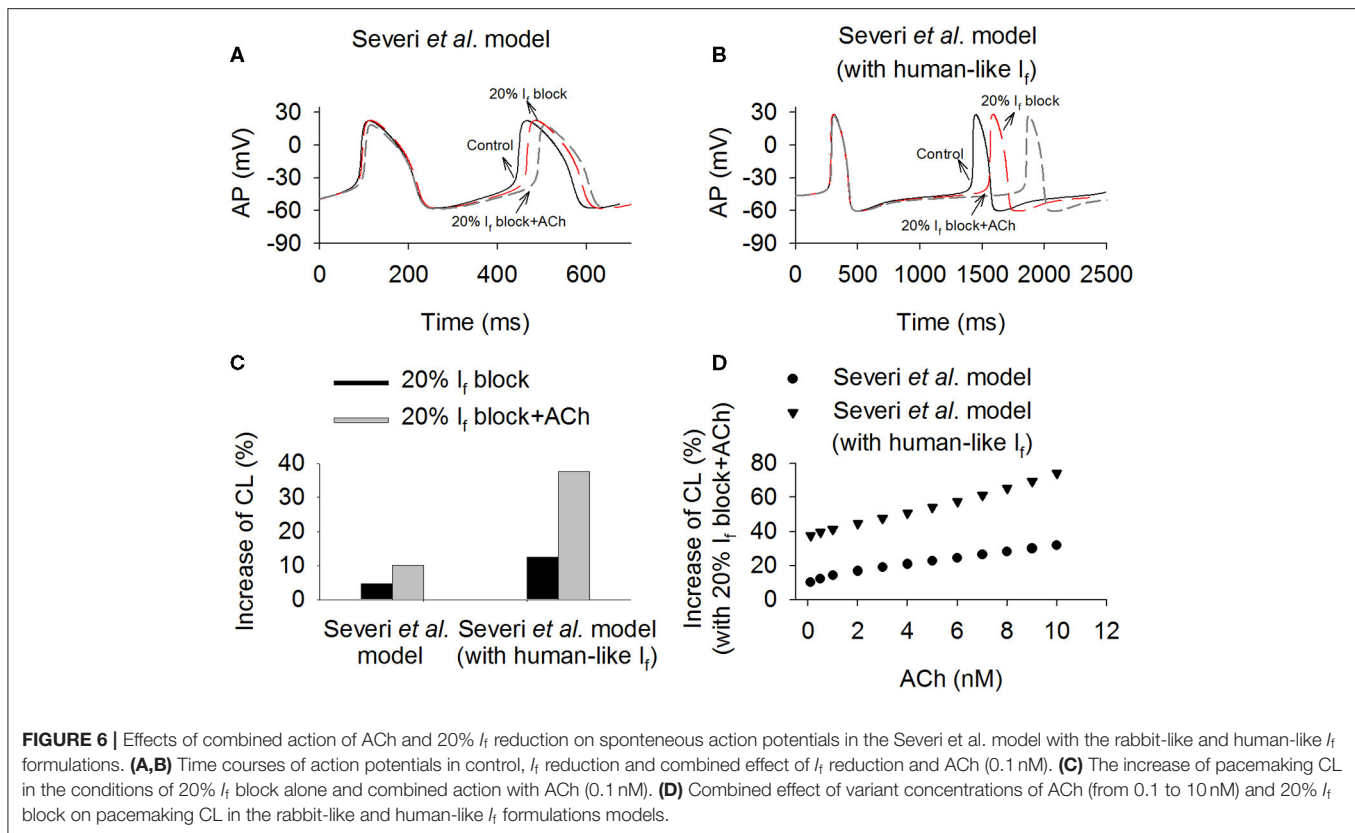 A
Severi et al. model
20% If block
Control
20% If block+ACh
AP (mV)
30
0
-30
-60
-90
0 200 400 600
Time (ms)
B
Severi et al. model
(with human-like If)
20% If block
Control
20% If block+ACh
AP (mV)
30
0
-30
-60
-90
0 500 1000 1500 2000 2500
Time (ms)
C
20% If block
20% If block+ACh
Increase of CL (%)
40
30
20
10
0
Severi et al. Severi et al. model
model (with human-like If)
D
Severi et al. model
Severi et al. model
(with human-like If)
Increase of CL (%)
(with 20% If block+ACh)
80
60
40
20
0
0 2 4 6 8 10 12
ACh (nM)
FIGURE 6 | Effects of combined action of ACh and 20% If reduction on sponteneous action potentials in the Severi et al. model with the rabbit-like and human-like If
formulations. (A,B) Time courses of action potentials in control, If reduction and combined effect of If reduction and ACh (0.1 nM). (C) The increase of pacemaking CL
in the conditions of 20% If block alone and combined action with ACh (0.1 nM). (D) Combined effect of variant concentrations of ACh (from 0.1 to 10 nM) and 20% If
block on pacemaking CL in the rabbit-like and human-like If formulations models.